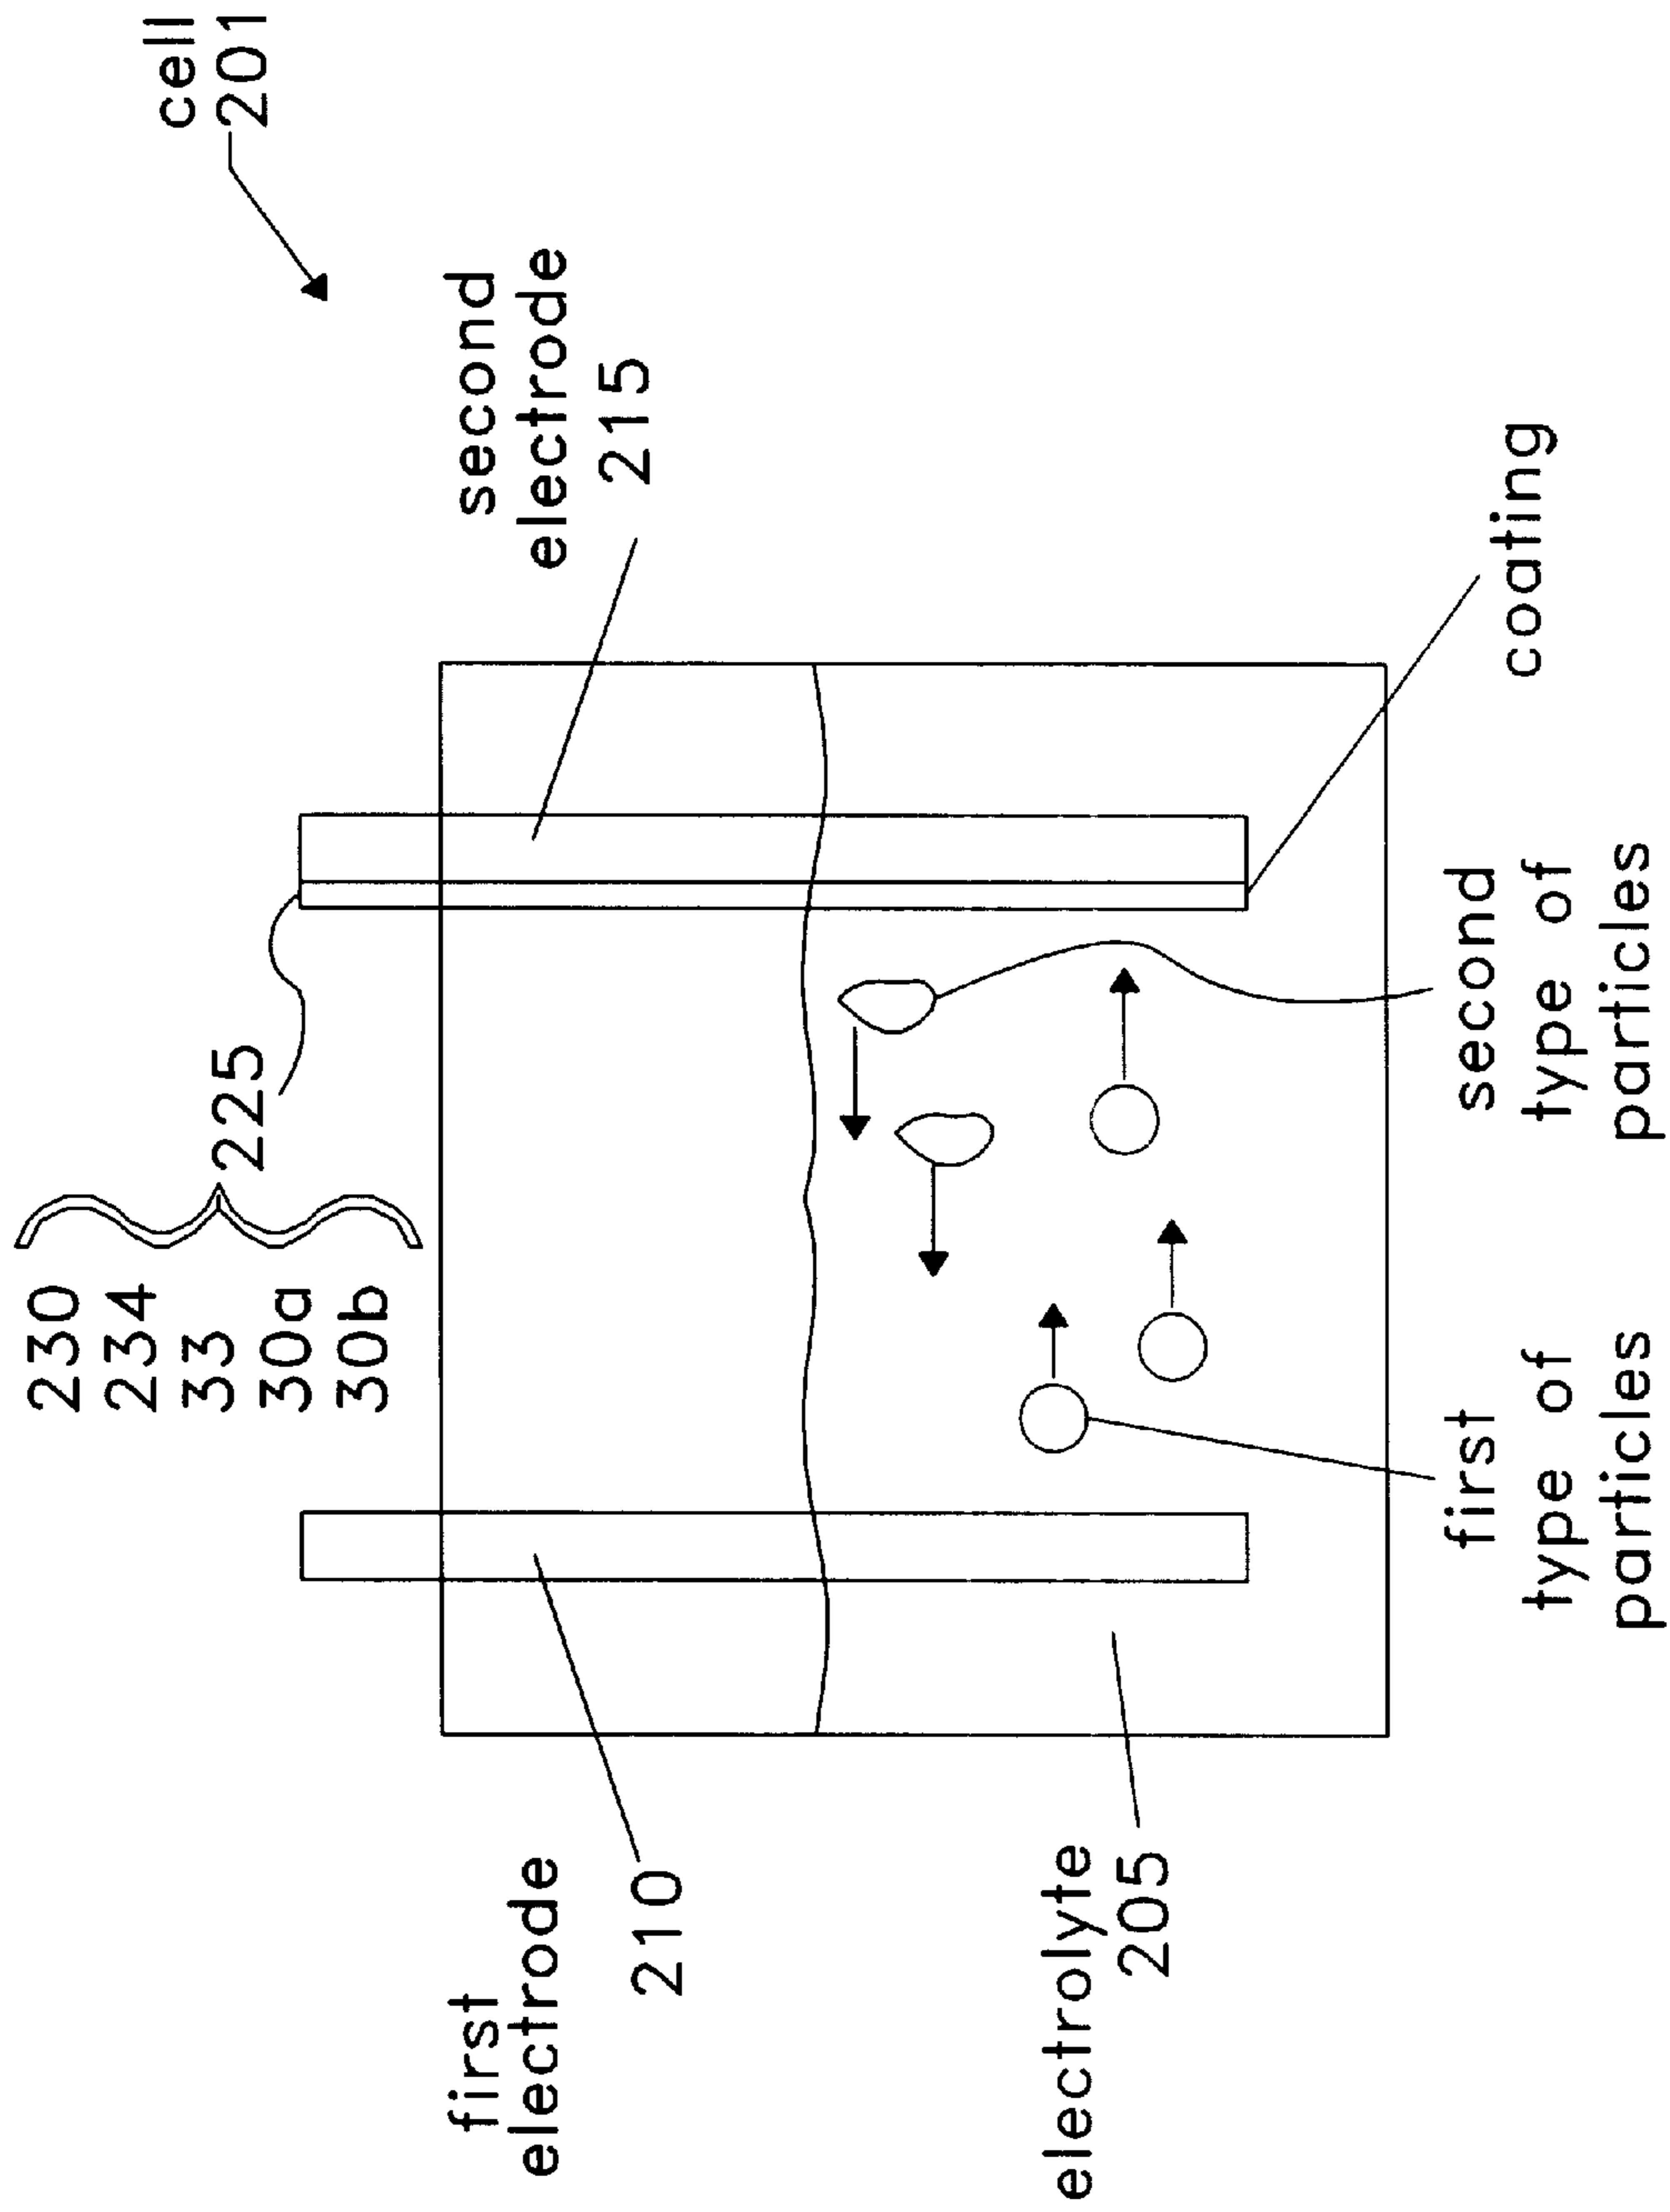 cell
201
230
234
33
30a
30b
225
second
electrode
215
first
electrode
210
electrolyte
205
first
type of
particles
second
type of
particles
coating